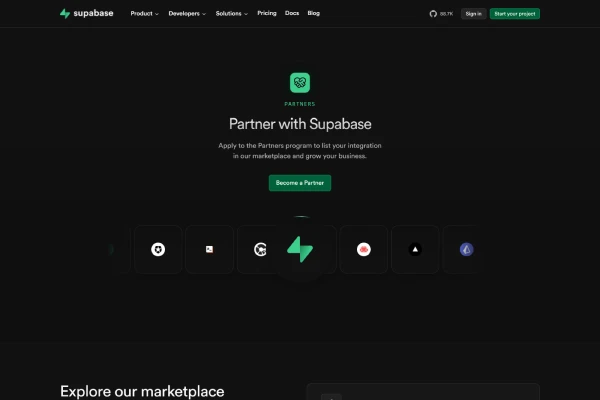 supabase
Product
Developers
Solutions
Pricing
Docs
Blog
88.7K
Sign in
Start your project
PARTNERS
Partner with Supabase
Apply to the Partners program to list your integration
in our marketplace and grow your business.
Become a Partner
Explore our marketplace